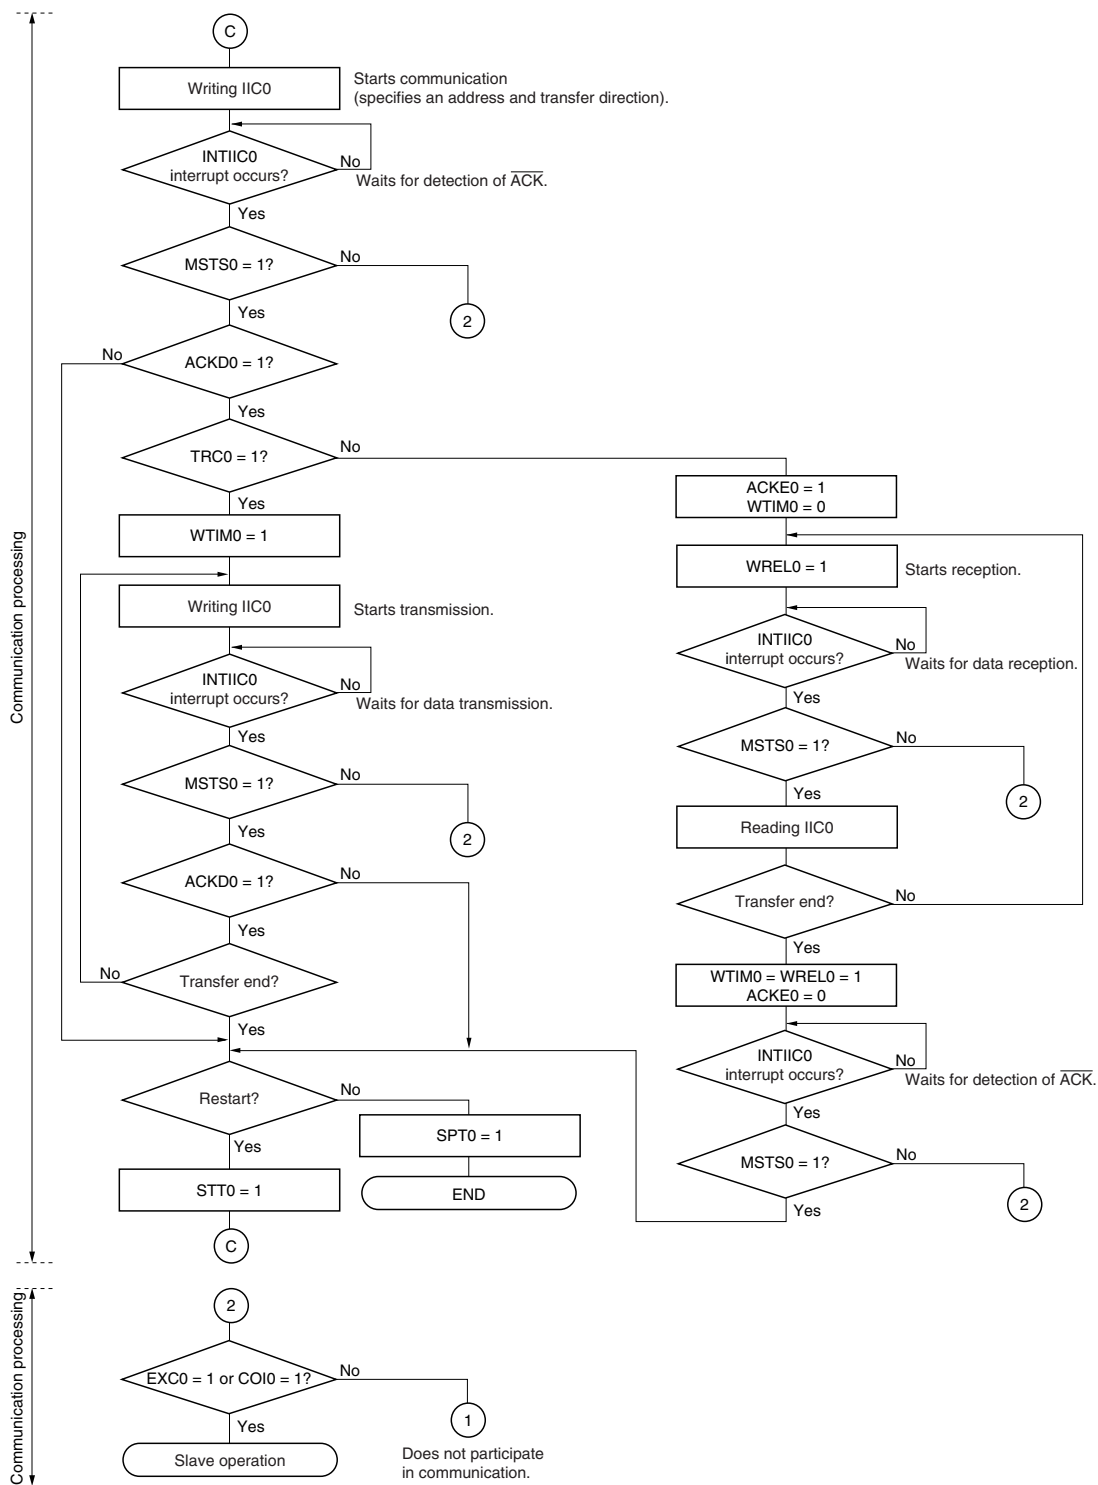 C
Writing IIC0
Starts communication
(specifies an address and transfer direction).
INTIIC0
interrupt occurs?
No
Waits for detection of ACK.
Yes
MSTS0 = 1?
No
2
Yes
ACKD0 = 1?
No
Yes
TRC0 = 1?
No
Yes
WTIM0 = 1
Writing IIC0
Starts transmission.
INTIIC0
interrupt occurs?
No
Waits for data transmission.
Yes
MSTS0 = 1?
No
2
Yes
ACKD0 = 1?
No
Yes
Transfer end?
No
Yes
ACKE0 = 1
WTIM0 = 0
WREL0 = 1
Starts reception.
INTIIC0
interrupt occurs?
No
Waits for data reception.
Yes
MSTS0 = 1?
No
2
Yes
Reading IIC0
Transfer end?
No
Yes
WTIM0 = WREL0 = 1
ACKE0 = 0
INTIIC0
interrupt occurs?
No
Waits for detection of ACK.
Yes
MSTS0 = 1?
No
2
Yes
Restart?
No
SPT0 = 1
END
Yes
STT0 = 1
C
Communication processing
2
EXC0 = 1 or COI0 = 1?
No
1
Does not participate
in communication.
Yes
Slave operation
Communication processing